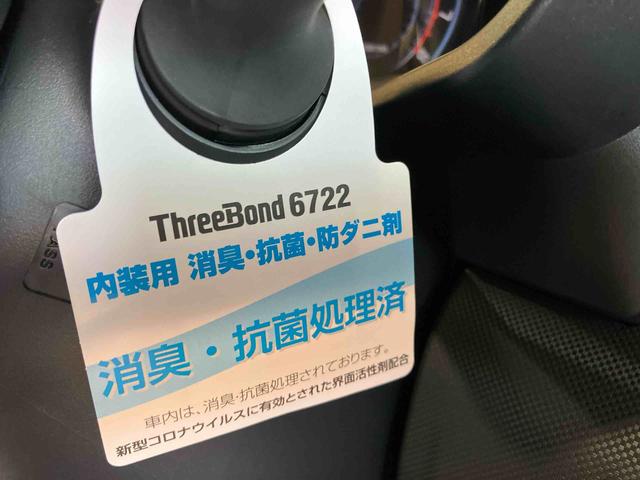 ThreeBond 6722
内装用 消臭・抗菌・防ダニ剤
消臭・抗菌処理済
車内は、消臭・抗菌処理されております。
新型コロナウイルスに有効とされた界面活性剤配合